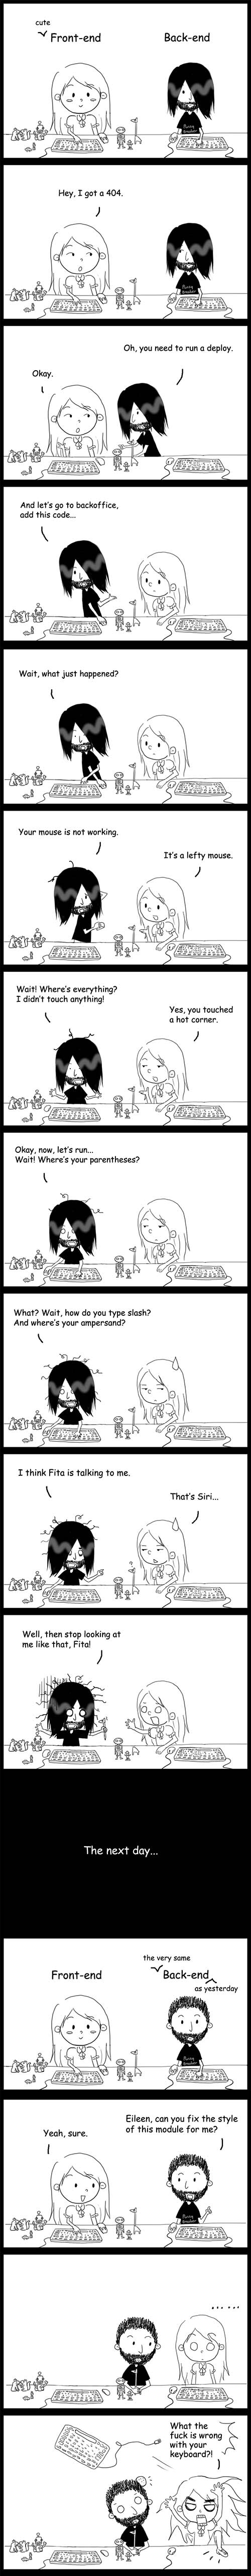 cute
Front-end
Back-end
Hey, I got a 404.
Oh, you need to run a deploy.
Okay.
And let's go to backoffice,
add this code...
Wait, what just happened?
Your mouse is not working.
It's a lefty mouse.
Wait! Where's everything?
I didn't touch anything!
Yes, you touched
a hot corner.
Okay, now, let's run...
Wait! Where's your parentheses?
What? Wait, how do you type slash?
And where's your ampersand?
I think Fita is talking to me.
That's Siri...
Well, then stop looking at
me like that, Fita!
The next day...
the very same
Front-end
Back-end
as yesterday
Eileen, can you fix the style
of this module for me?
Yeah, sure.
... ...
What the
fuck is wrong
with your
keyboard?!